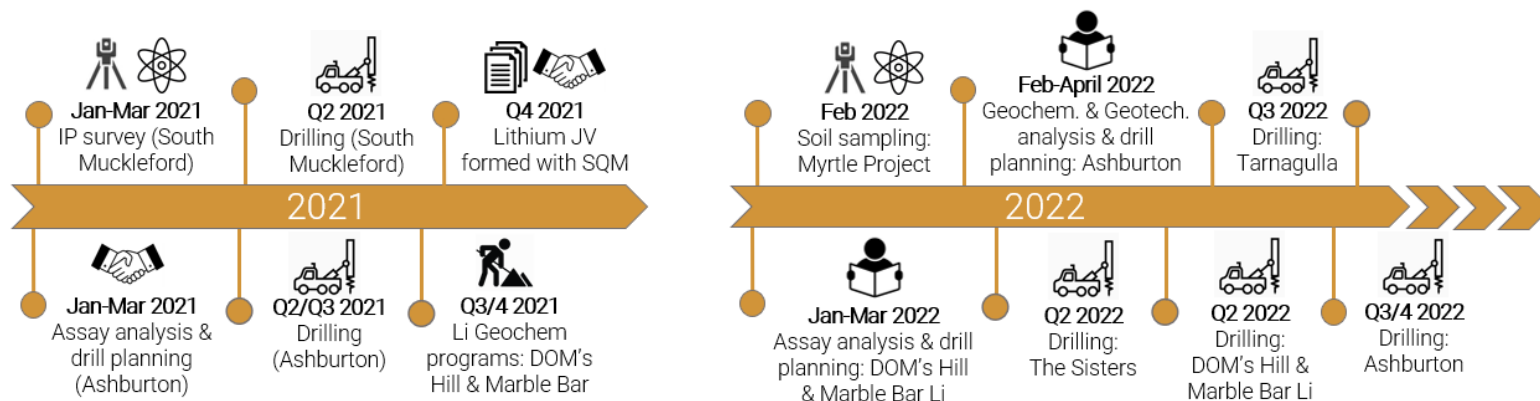 Jan-Mar 2021
IP survey (South
Muckleford)
Q2 2021
Drilling (South
Muckleford)
Q4 2021
Lithium JV
formed with SQM
2021
Jan-Mar 2021
Assay analysis &
drill planning
(Ashburton)
Q2/Q3 2021
Drilling
(Ashburton)
Q3/4 2021
Li Geochem
programs: DOM’s
Hill & Marble Bar
Feb 2022
Soil sampling:
Myrtle Project
Feb-April 2022
Geochem. & Geotech.
analysis & drill
planning: Ashburton
Q3 2022
Drilling:
Tarnagulla
2022
Jan-Mar 2022
Assay analysis & drill
planning: DOM’s Hill
& Marble Bar Li
Q2 2022
Drilling:
The Sisters
Q2 2022
Drilling:
DOM’s Hill &
Marble Bar Li
Q3/4 2022
Drilling:
Ashburton